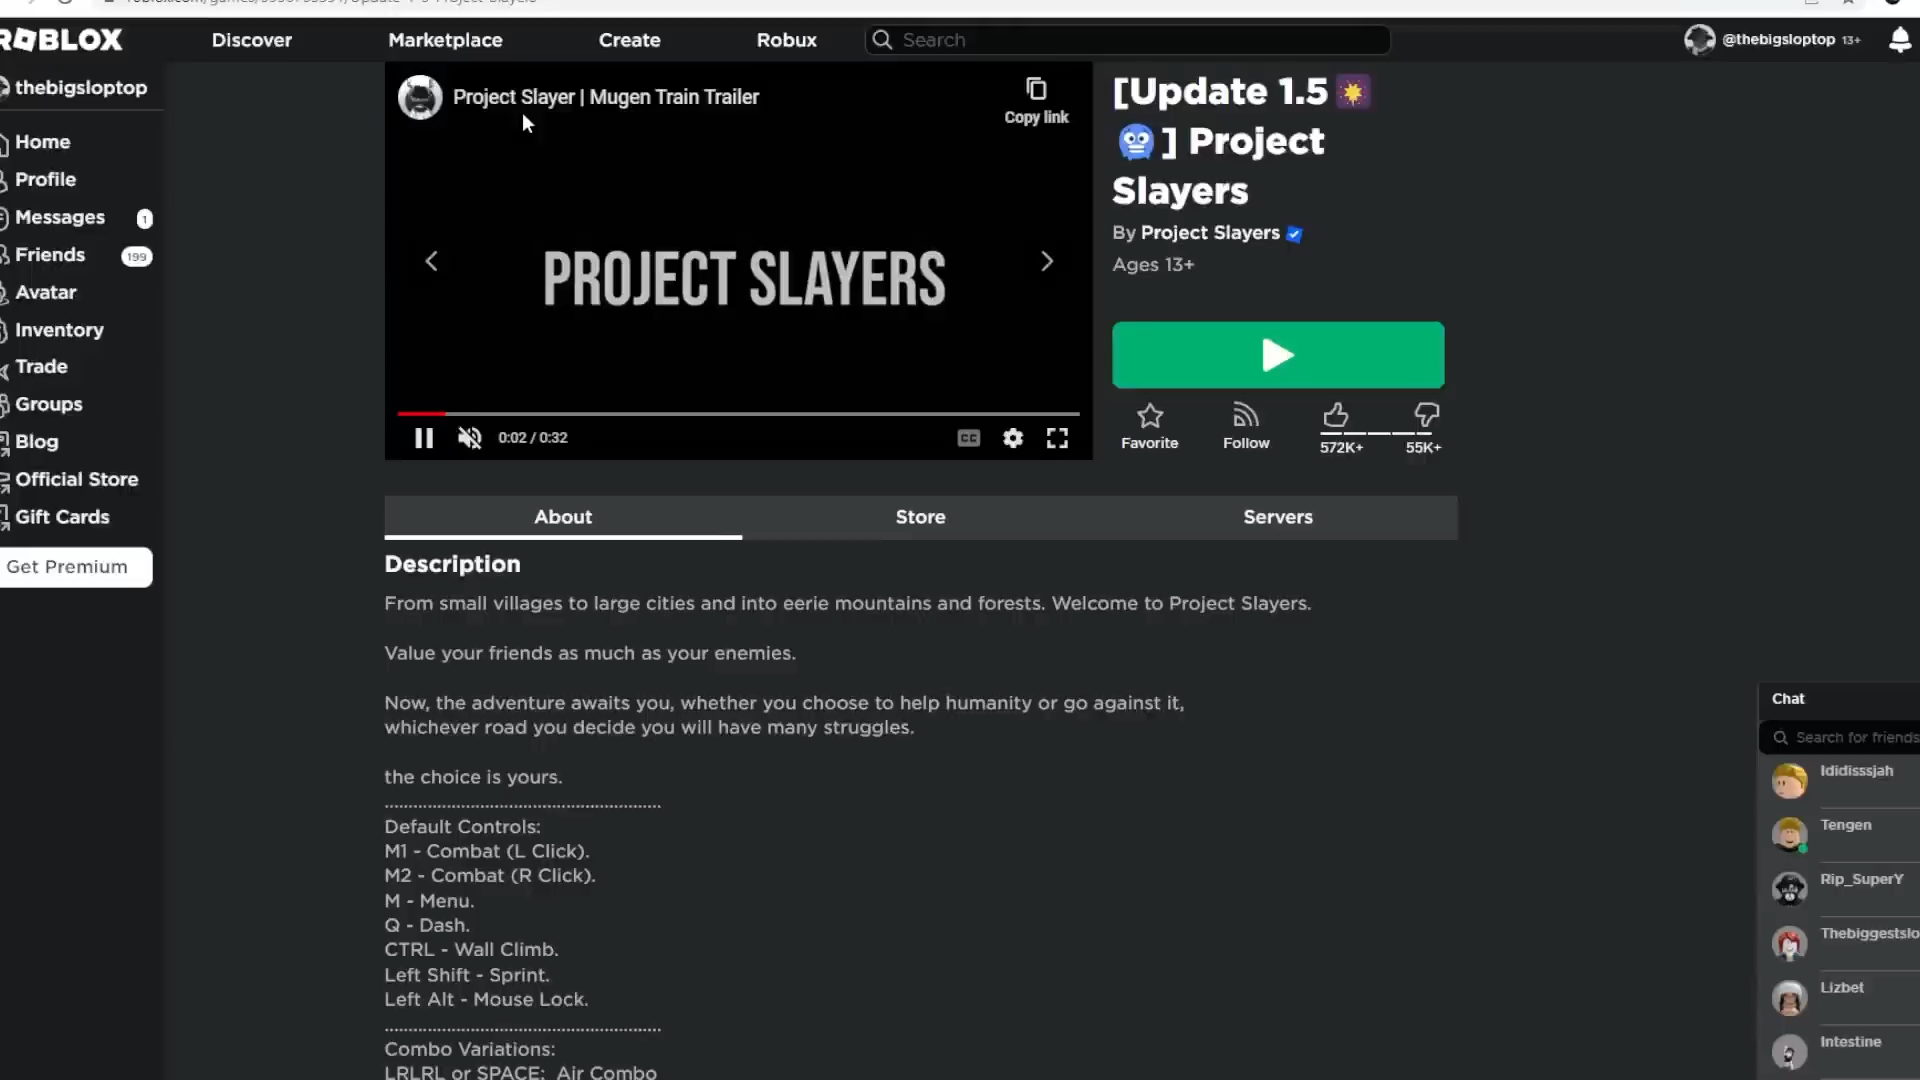 ROBLOX
Discover
Marketplace
Create
Robux
Search
@thebigsloptop 13+
thebigsloptop
Home
Profile
Messages 1
Friends 199
Avatar
Inventory
Trade
Groups
Blog
Official Store
Gift Cards
Get Premium
Project Slayer | Mugen Train Trailer
Copy link
PROJECT SLAYERS
0:02 / 0:32
CC
[Update 1.5
] Project
Slayers
By Project Slayers
Ages 13+
Favorite
Follow
572K+
55K+
About
Store
Servers
Description
From small villages to large cities and into eerie mountains and forests. Welcome to Project Slayers.
Value your friends as much as your enemies.
Now, the adventure awaits you, whether you choose to help humanity or go against it,
whichever road you decide you will have many struggles.
the choice is yours.
Default Controls:
M1 - Combat (L Click).
M2 - Combat (R Click).
M - Menu.
Q - Dash.
CTRL - Wall Climb.
Left Shift - Sprint.
Left Alt - Mouse Lock.
Combo Variations:
LRLRL or SPACE: Air Combo
Chat
Search for friends
Ididisssjah
Tengen
Rip_SuperY
Thebiggestslo
Lizbet
Intestine